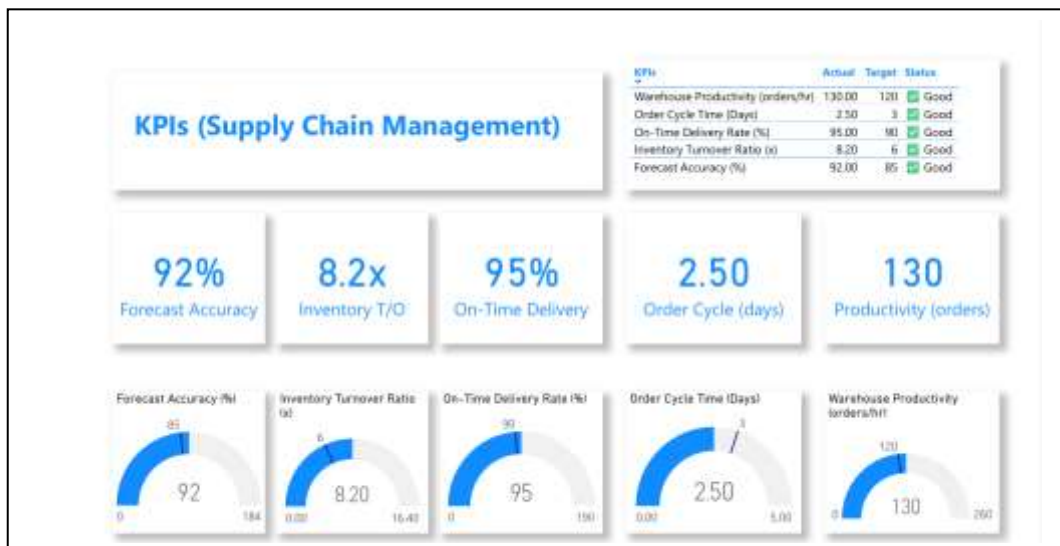 KPIs (Supply Chain Management)
KPIs Actual Target Status
Warehouse Productivity (orders/hr) 130.00 120 Good
Order Cycle Time (Days) 2.50 3 Good
On-Time Delivery Rate (%) 95.00 90 Good
Inventory Turnover Ratio (x) 8.20 6 Good
Forecast Accuracy (%) 92.00 85 Good
92%
Forecast Accuracy
8.2x
Inventory T/O
95%
On-Time Delivery
2.50
Order Cycle (days)
130
Productivity (orders)
Forecast Accuracy (%)
85
92
0 184
Inventory Turnover Ratio
(x)
6
8.20
0.00 16.40
On-Time Delivery Rate (%)
90
95
0 190
Order Cycle Time (Days)
3
2.50
0.00 5.00
Warehouse Productivity
(orders/hr)
120
130
0 260